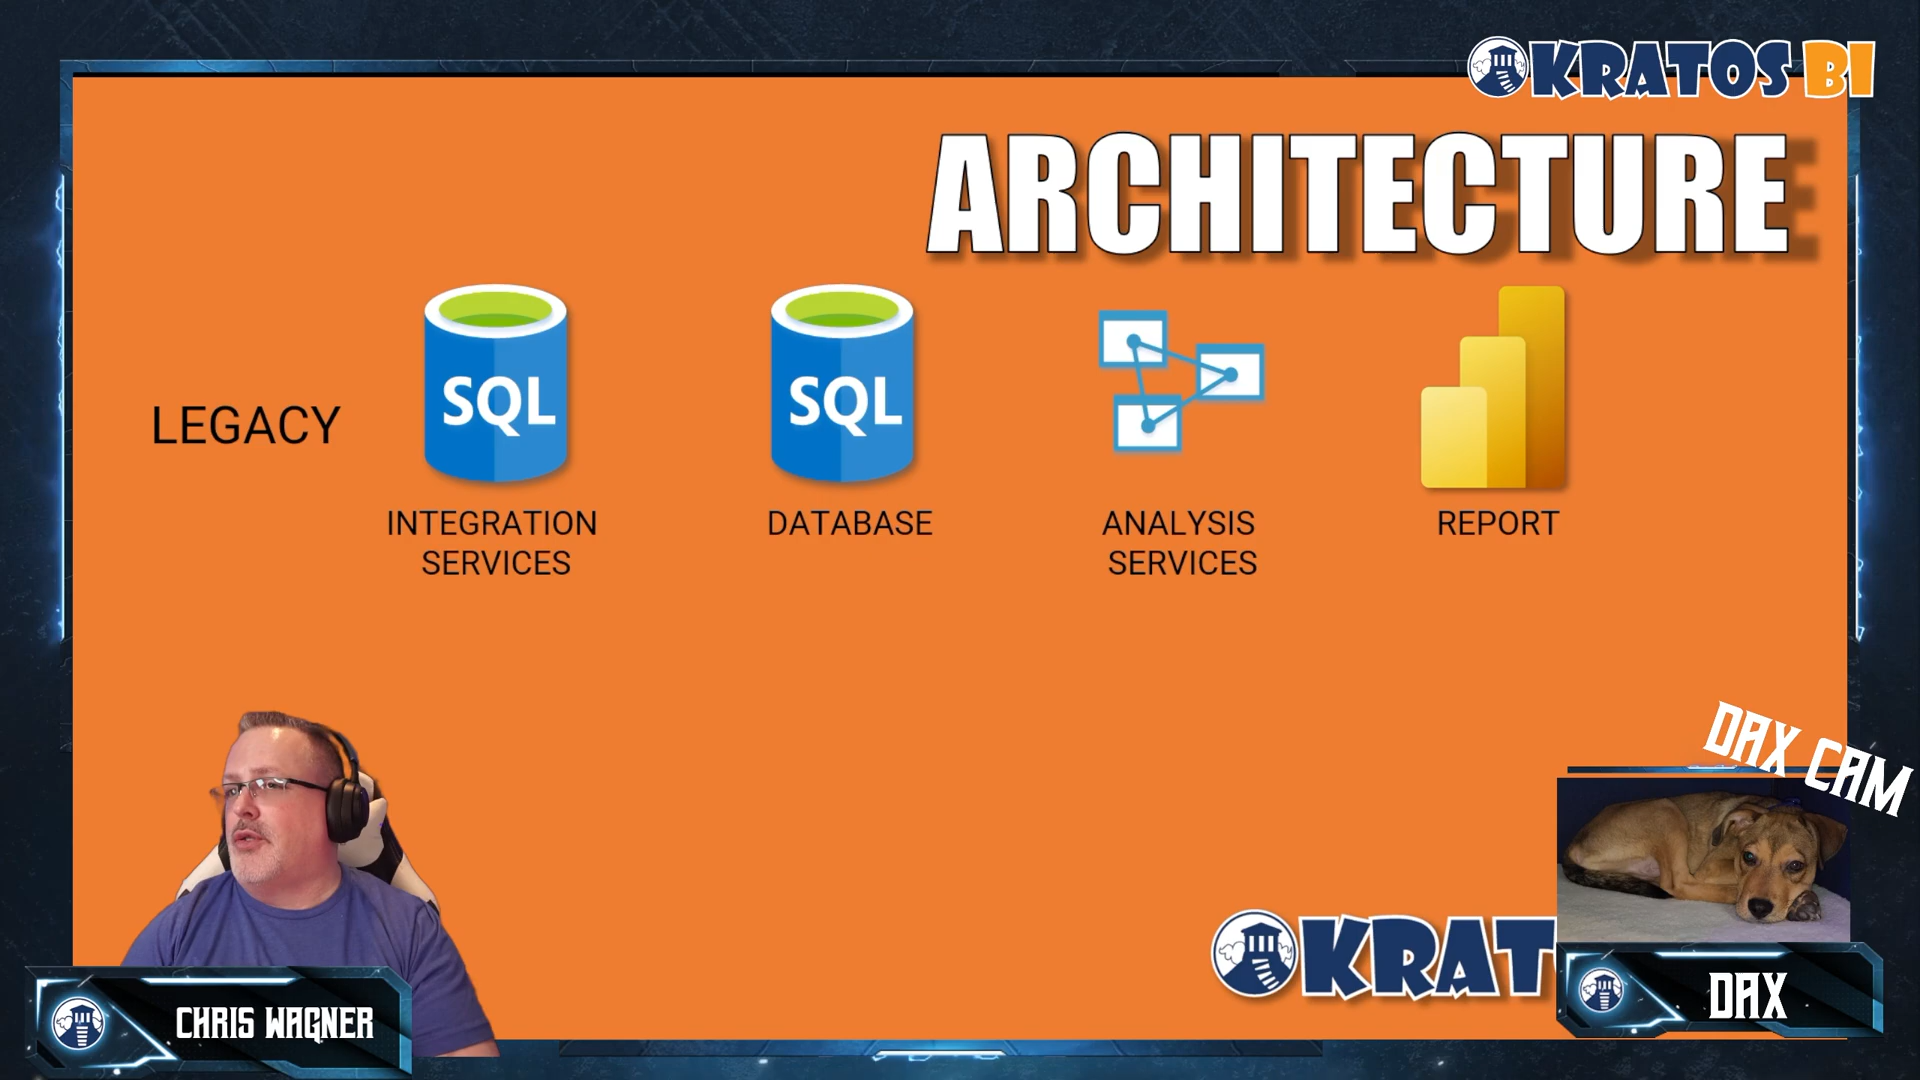 KRATOS BI
ARCHITECTURE
LEGACY
SQL
SQL
INTEGRATION
SERVICES
DATABASE
ANALYSIS
SERVICES
REPORT
DAX CAM
KRAT
CHRIS WAGNER
DAX